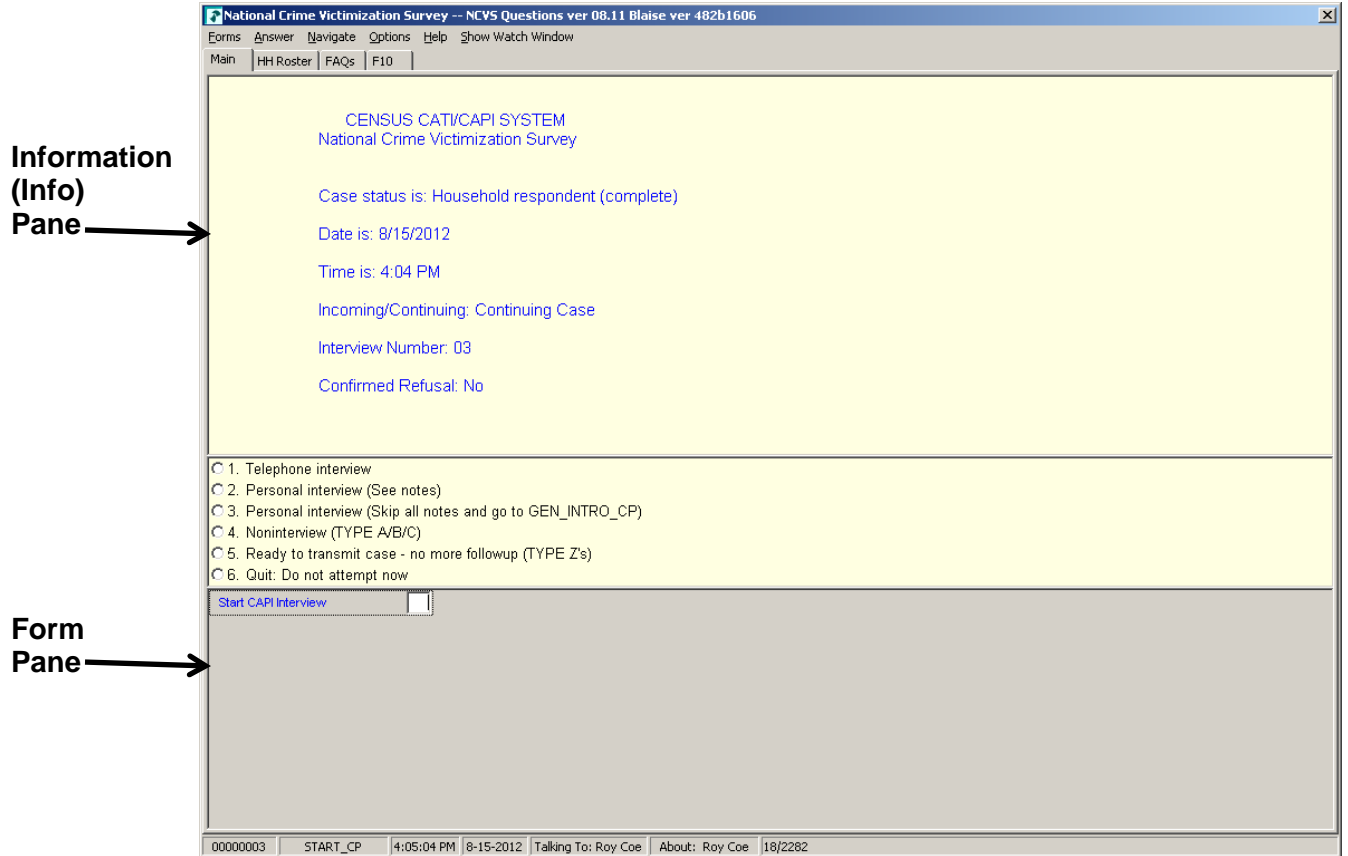 National Crime Victimization Survey -- NCVS Questions ver 08.11 Blaise ver 482b1606
Forms Answer Navigate Options Help Show Watch Window
Main HH Roster FAQs F10
CENSUS CATI/CAPI SYSTEM
National Crime Victimization Survey
Information
(Info)
Pane
Case status is: Household respondent (complete)
Date is: 8/15/2012
Time is: 4:04 PM
Incoming/Continuing: Continuing Case
Interview Number: 03
Confirmed Refusal: No
1. Telephone interview
2. Personal interview (See notes)
3. Personal interview (Skip all notes and go to GEN_INTRO_CP)
4. Noninterview (TYPE A/B/C)
5. Ready to transmit case - no more followup (TYPE Z's)
6. Quit: Do not attempt now
Start CAPI Interview
Form
Pane
00000003 START_CP 4:05:04 PM 8-15-2012 Talking To: Roy Coe About: Roy Coe 18/2282